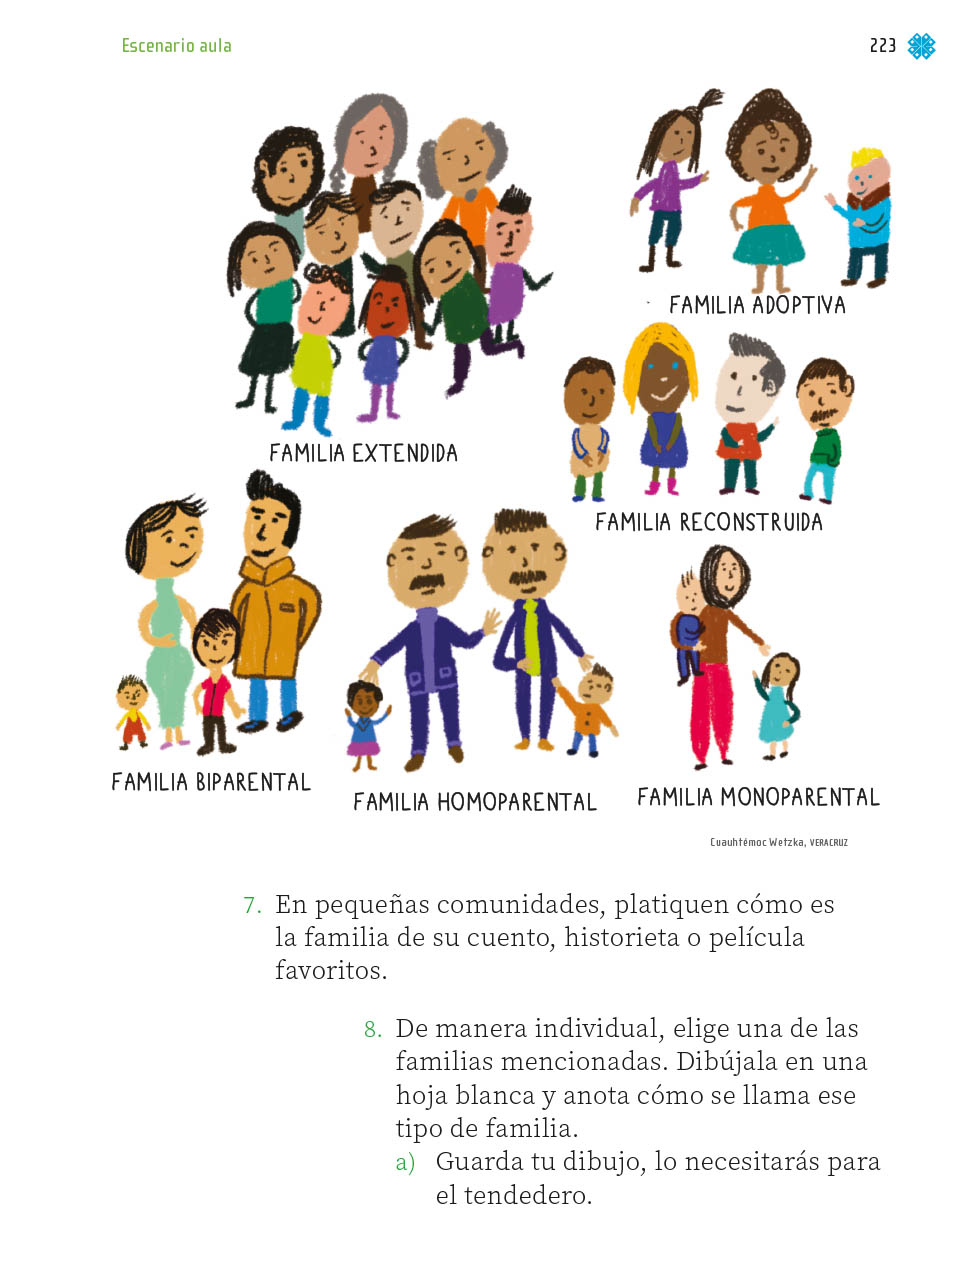 Escenario aula
223
FAMILIA ADOPTIVA
FAMILIA EXTENDIDA
FAMILIA RECONSTRUIDA
FAMILIA BIPARENTAL
FAMILIA HOMOPARENTAL
FAMILIA MONOPARENTAL
Cuauhtémoc Wetzka, VERACRUZ
7. En pequeñas comunidades, platiquen cómo es
la familia de su cuento, historieta o película
favoritos.
8. De manera individual, elige una de las
familias mencionadas. Dibújala en una
hoja blanca y anota cómo se llama ese
tipo de familia.
a) Guarda tu dibujo, lo necesitarás para
el tendedero.